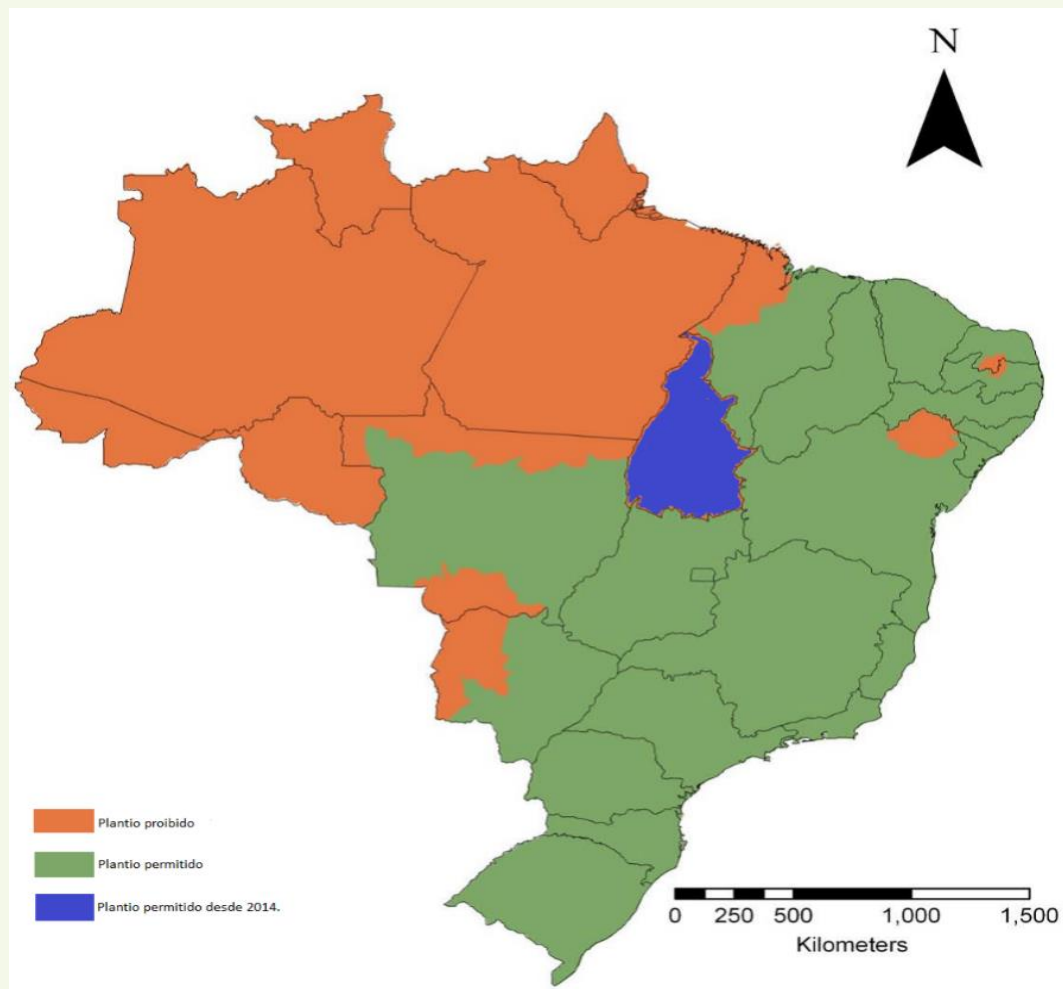 N
Plantio proibido
Plantio permitido
Plantio permitido desde 2014.
0 250 500 1,000 1,500
Kilometers